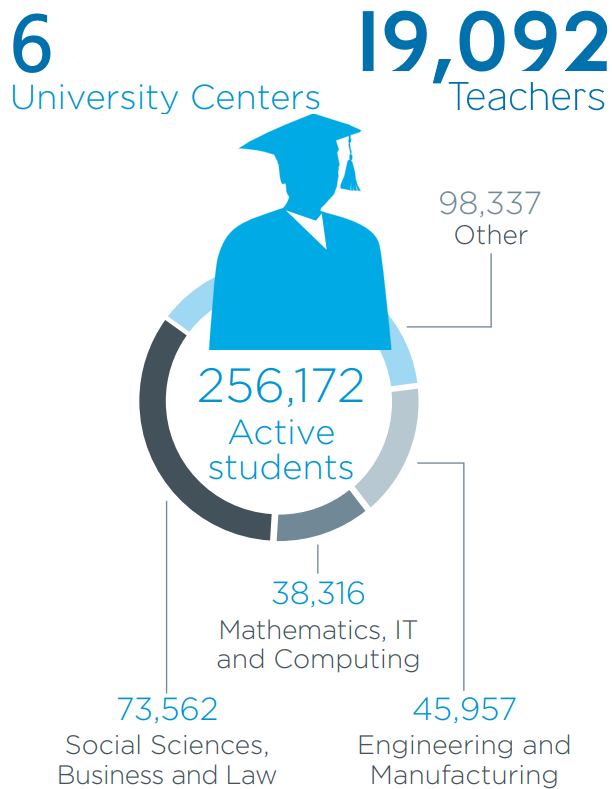 6
University Centers
19,092
Teachers
98,337
Other
256,172
Active
students
38,316
Mathematics, IT
and Computing
73,562
Social Sciences,
Business and Law
45,957
Engineering and
Manufacturing